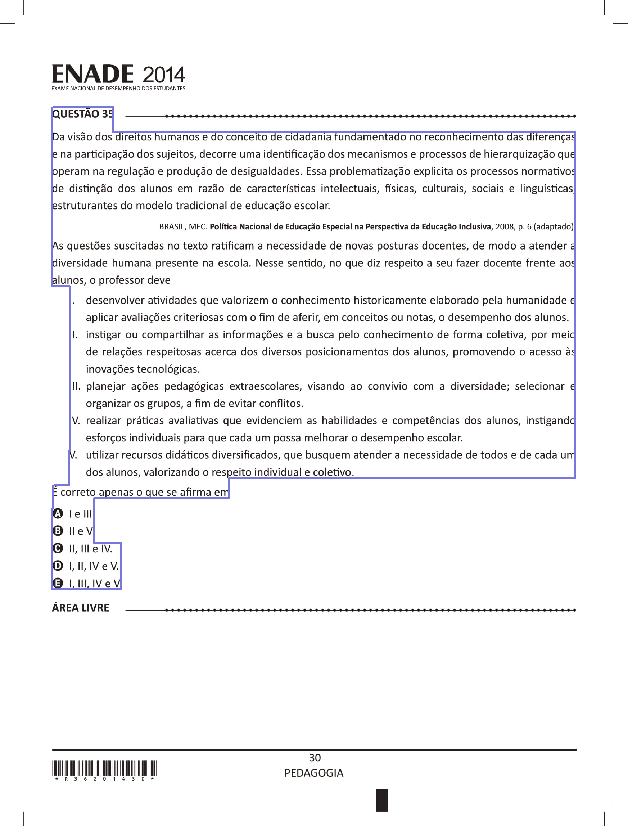 ENADE 2014
EXAME NACIONAL DE DESEMPENHO DOS ESTUDANTES
QUESTÃO 35
Da visão dos direitos humanos e do conceito de cidadania fundamentado no reconhecimento das diferenças
e na participação dos sujeitos, decorre uma identificação dos mecanismos e processos de hierarquização que
operam na regulação e produção de desigualdades. Essa problematização explicita os processos normativos
de distinção dos alunos em razão de características intelectuais, físicas, culturais, sociais e linguísticas,
estruturantes do modelo tradicional de educação escolar.
BRASIL, MEC. Política Nacional de Educação Especial na Perspectiva da Educação Inclusiva, 2008, p. 6 (adaptado)
As questões suscitadas no texto ratificam a necessidade de novas posturas docentes, de modo a atender a
diversidade humana presente na escola. Nesse sentido, no que diz respeito a seu fazer docente frente aos
alunos, o professor deve
. desenvolver atividades que valorizem o conhecimento historicamente elaborado pela humanidade e
aplicar avaliações criteriosas com o fim de aferir, em conceitos ou notas, o desempenho dos alunos.
I. instigar ou compartilhar as informações e a busca pelo conhecimento de forma coletiva, por meio
de relações respeitosas acerca dos diversos posicionamentos dos alunos, promovendo o acesso às
inovações tecnológicas.
II. planejar ações pedagógicas extraescolares, visando ao convívio com a diversidade; selecionar e
organizar os grupos, a fim de evitar conflitos.
V. realizar práticas avaliativas que evidenciem as habilidades e competências dos alunos, instigando
esforços individuais para que cada um possa melhorar o desempenho escolar.
V. utilizar recursos didáticos diversificados, que busquem atender a necessidade de todos e de cada um
dos alunos, valorizando o respeito individual e coletivo.
É correto apenas o que se afirma em
A I e III
B II e V
C II, III e IV.
D I, II, IV e V.
E I, III, IV e V
ÁREA LIVRE
30
PEDAGOGIA
*R36201430*